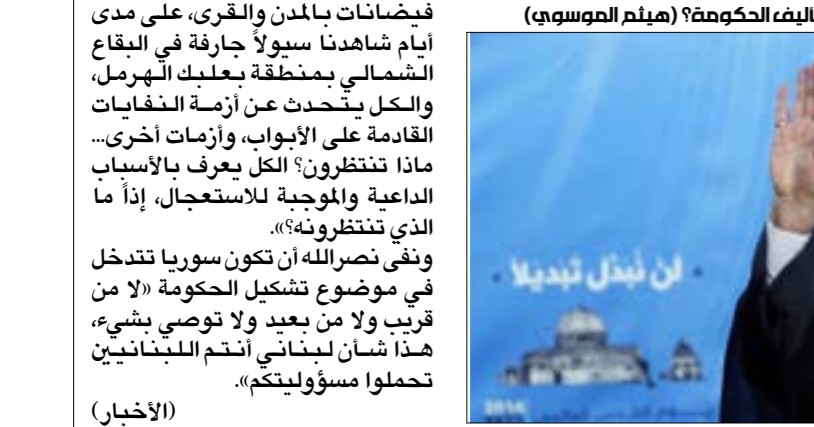 أليف الحكومة؟ (هيثم الموسوي)
فيضانات بالمدن والقرى، على مدى
أيام شاهدنا سيولاً جارفة في البقاع
الشمالي بمنطقة بعلبك الهرمل،
والكل يتحدث عن أزمة النفايات
القادمة على الأبواب، وأزمات أخرى...
ماذا تنتظرون؟ الكل يعرف بالأسباب
الداعية والموجبة للاستعجال، إذاً ما
الذي تنتظرونه؟».
ونفى نصرالله أن تكون سوريا تتدخل
في موضوع تشكيل الحكومة «لا من
قريب ولا من بعيد ولا توصي بشيء،
هذا شأن لبناني أنتم اللبنانيين
تحملوا مسؤوليتكم».
(الأخبار)
لن نُبدّل تبديلاً